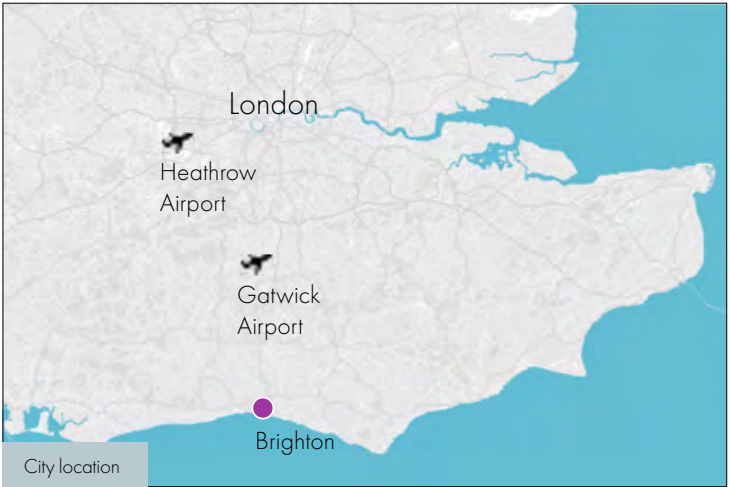 London
Heathrow
Airport
Gatwick
Airport
Brighton
City location